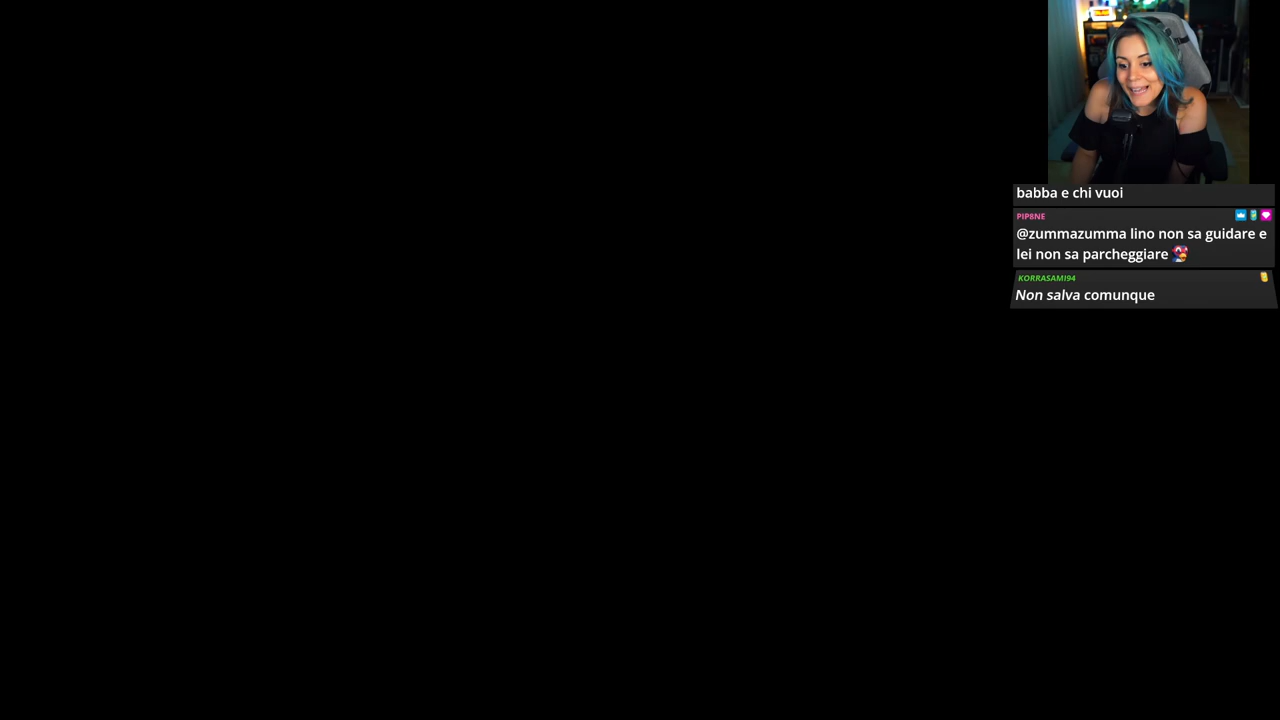 babba e chi vuoi
PIP8NE
@zummazumma lino non sa guidare e
lei non sa parcheggiare
KORRASAMI94
Non salva comunque